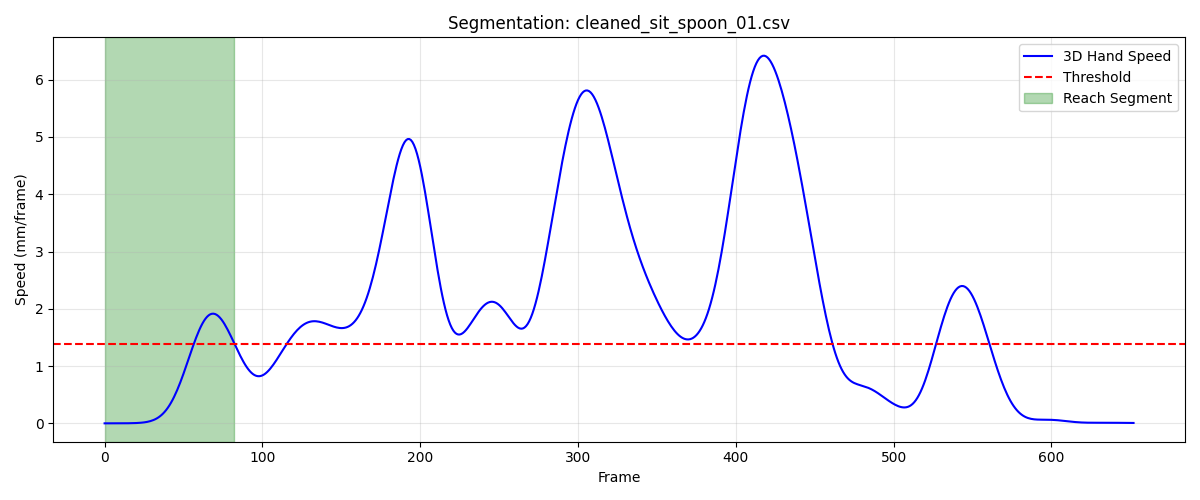 Segmentation: cleaned_sit_spoon_01.csv
3D Hand Speed
Threshold
Reach Segment
Speed (mm/frame)
6
5
4
3
2
1
0
0 100 200 300 400 500 600
Frame